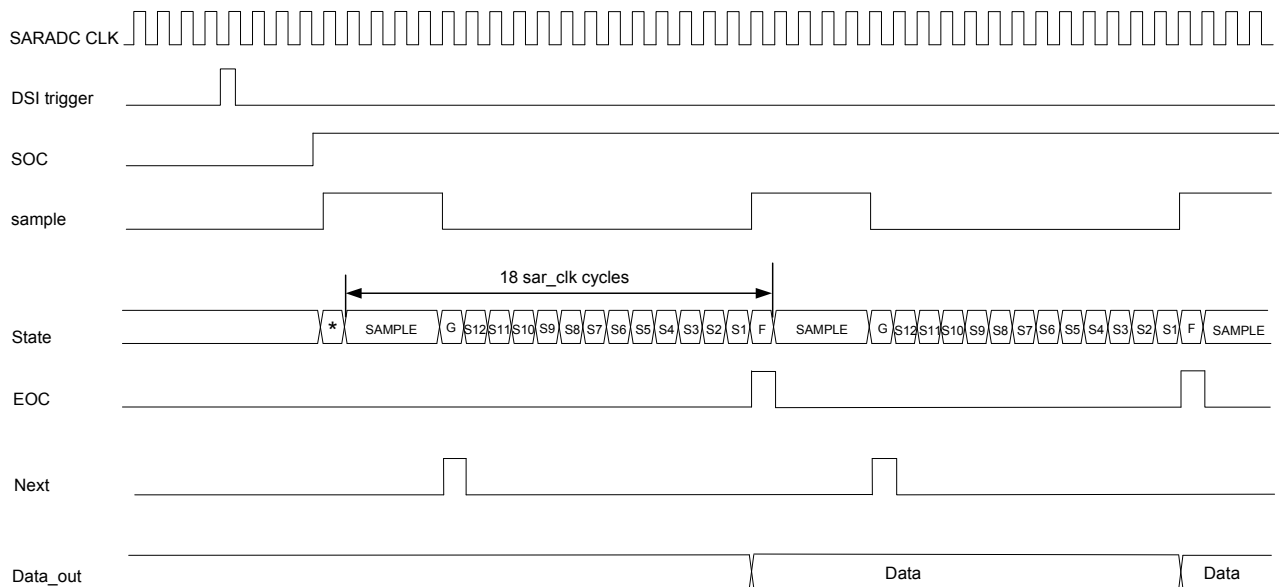 SARADC CLK
DSI trigger
SOC
sample
18 sar_clk cycles
State * SAMPLE G S12 S11 S10 S9 S8 S7 S6 S5 S4 S3 S2 S1 F SAMPLE G S12 S11 S10 S9 S8 S7 S6 S5 S4 S3 S2 S1 F SAMPLE
EOC
Next
Data_out Data Data